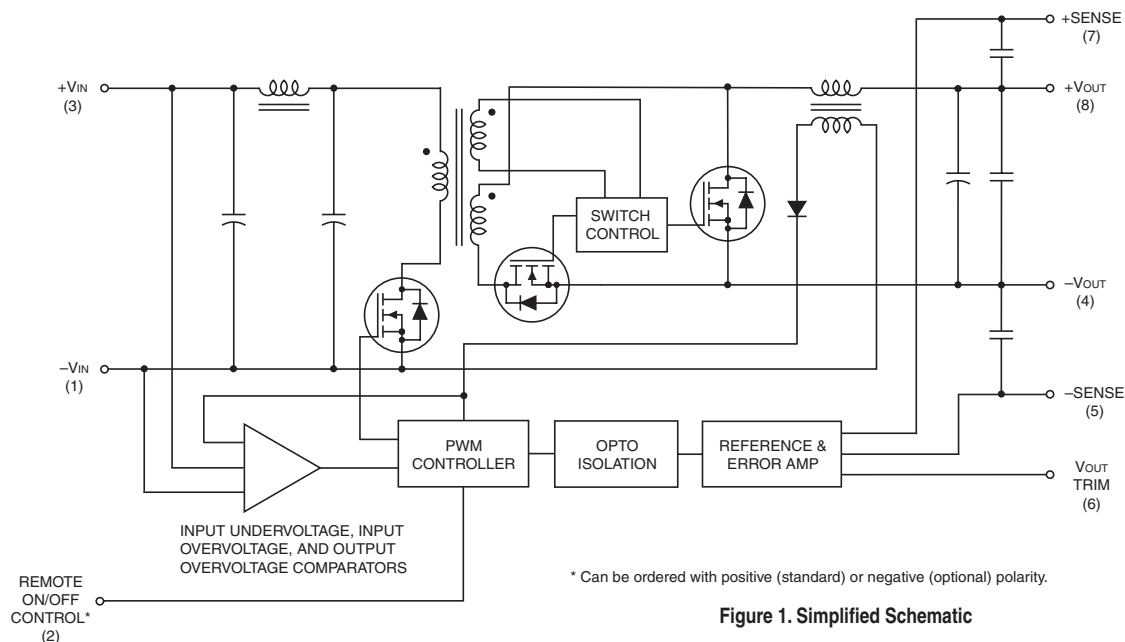 +SENSE
(7)
+VIN
(3)
+VOUT
(8)
SWITCH
CONTROL
–VOUT
(4)
–VIN
(1)
–SENSE
(5)
PWM
CONTROLLER
OPTO
ISOLATION
REFERENCE &
ERROR AMP
VOUT
TRIM
(6)
INPUT UNDERVOLTAGE, INPUT
OVERVOLTAGE, AND OUTPUT
OVERVOLTAGE COMPARATORS
REMOTE
ON/OFF
CONTROL*
(2)
* Can be ordered with positive (standard) or negative (optional) polarity.
Figure 1. Simplified Schematic